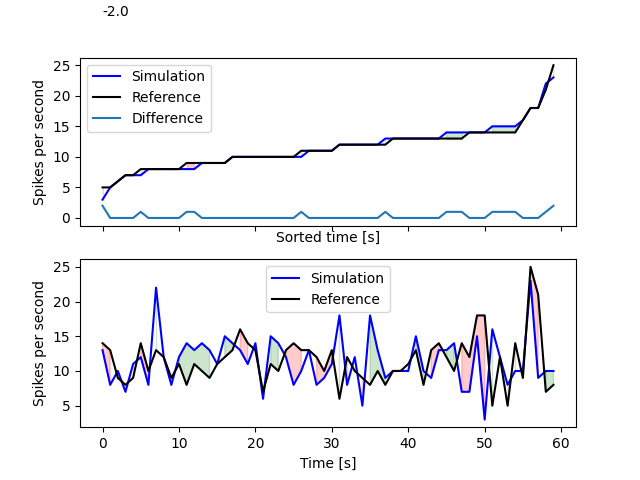 -2.0
25
20
15
10
5
0
Spikes per second
Simulation
Reference
Difference
Sorted time [s]
25
20
15
10
5
Spikes per second
Simulation
Reference
0 10 20 30 40 50 60
Time [s]